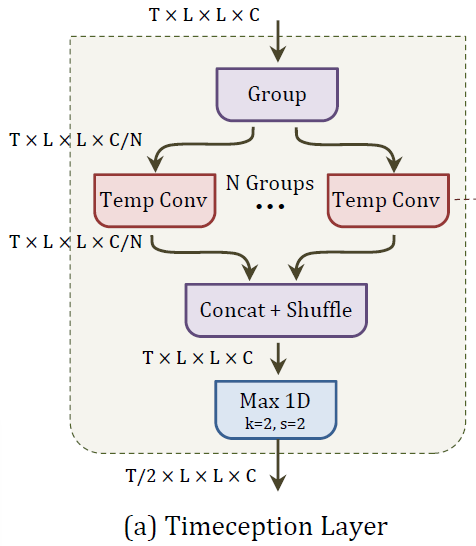 T × L × L × C
Group
T × L × L × C/N
Temp Conv
N Groups
...
Temp Conv
T × L × L × C/N
Concat + Shuffle
T × L × L × C
Max 1D
k=2, s=2
T/2 × L × L × C
(a) Timeception Layer